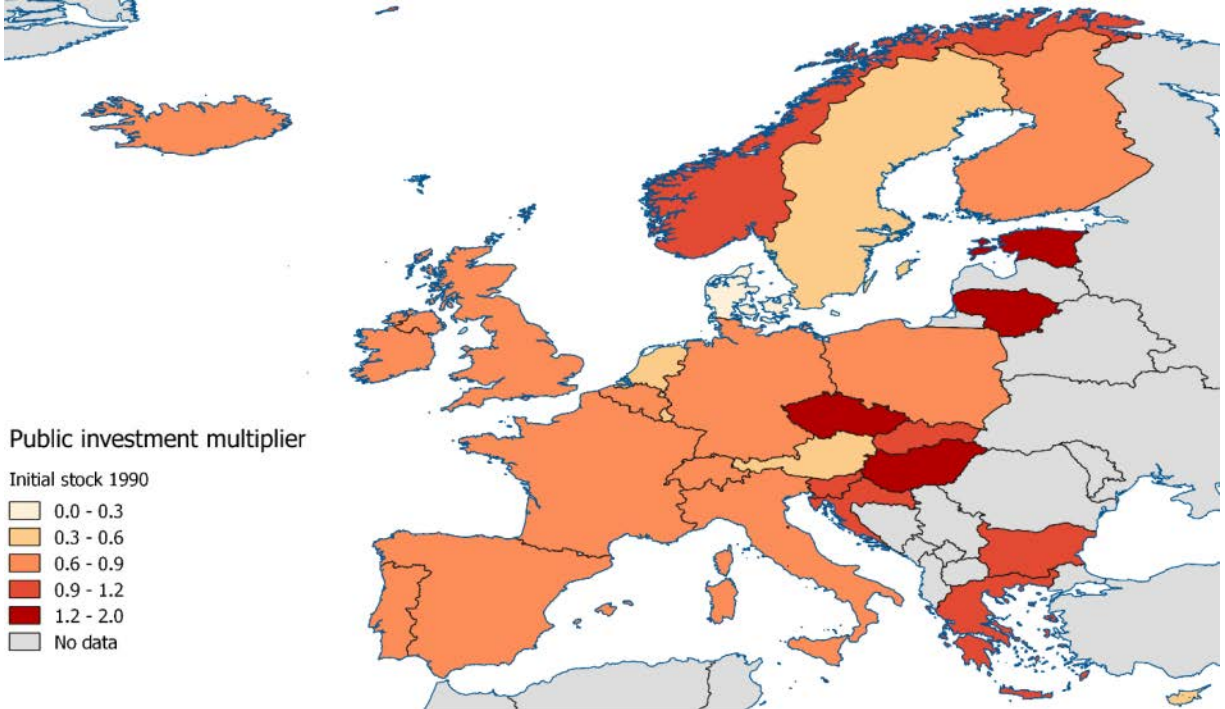 Public investment multiplier
Initial stock 1990
0.0 - 0.3
0.3 - 0.6
0.6 - 0.9
0.9 - 1.2
1.2 - 2.0
No data